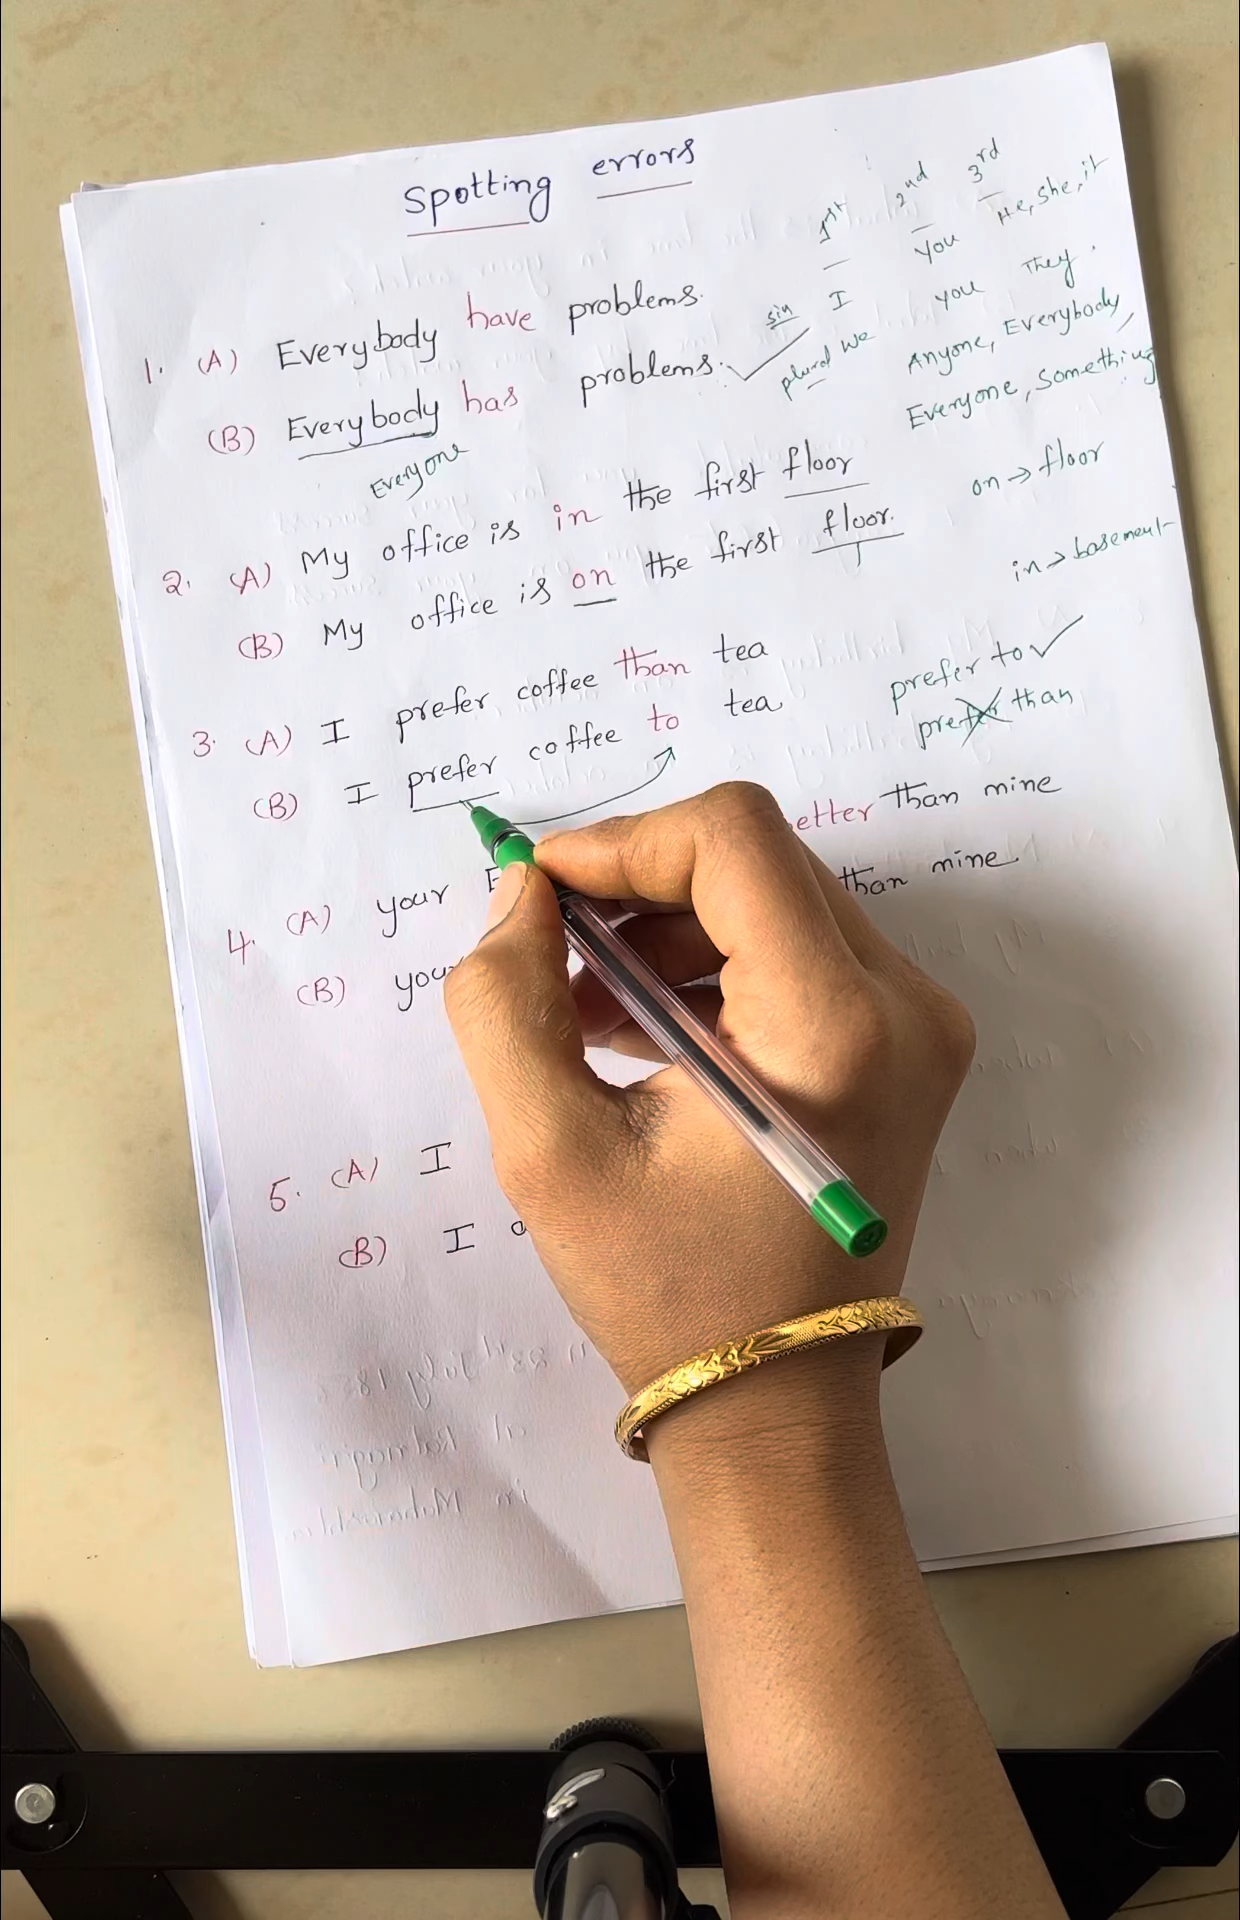 Spotting errors
1st 2nd 3rd
sin I You He, She, it
plural We you They.
Anyone, Everybody,
Everyone, Something
1. (A) Everybody have problems.
(B) Everybody has problems.
Everyone
2. (A) My office is in the first floor
(B) My office is on the first floor.
on → floor
in → basement
3. (A) I prefer coffee than tea
(B) I prefer coffee to tea
prefer to ✓
prefer than
4. (A) your etter than mine
(B) than mine
5. (A) I
(B) I